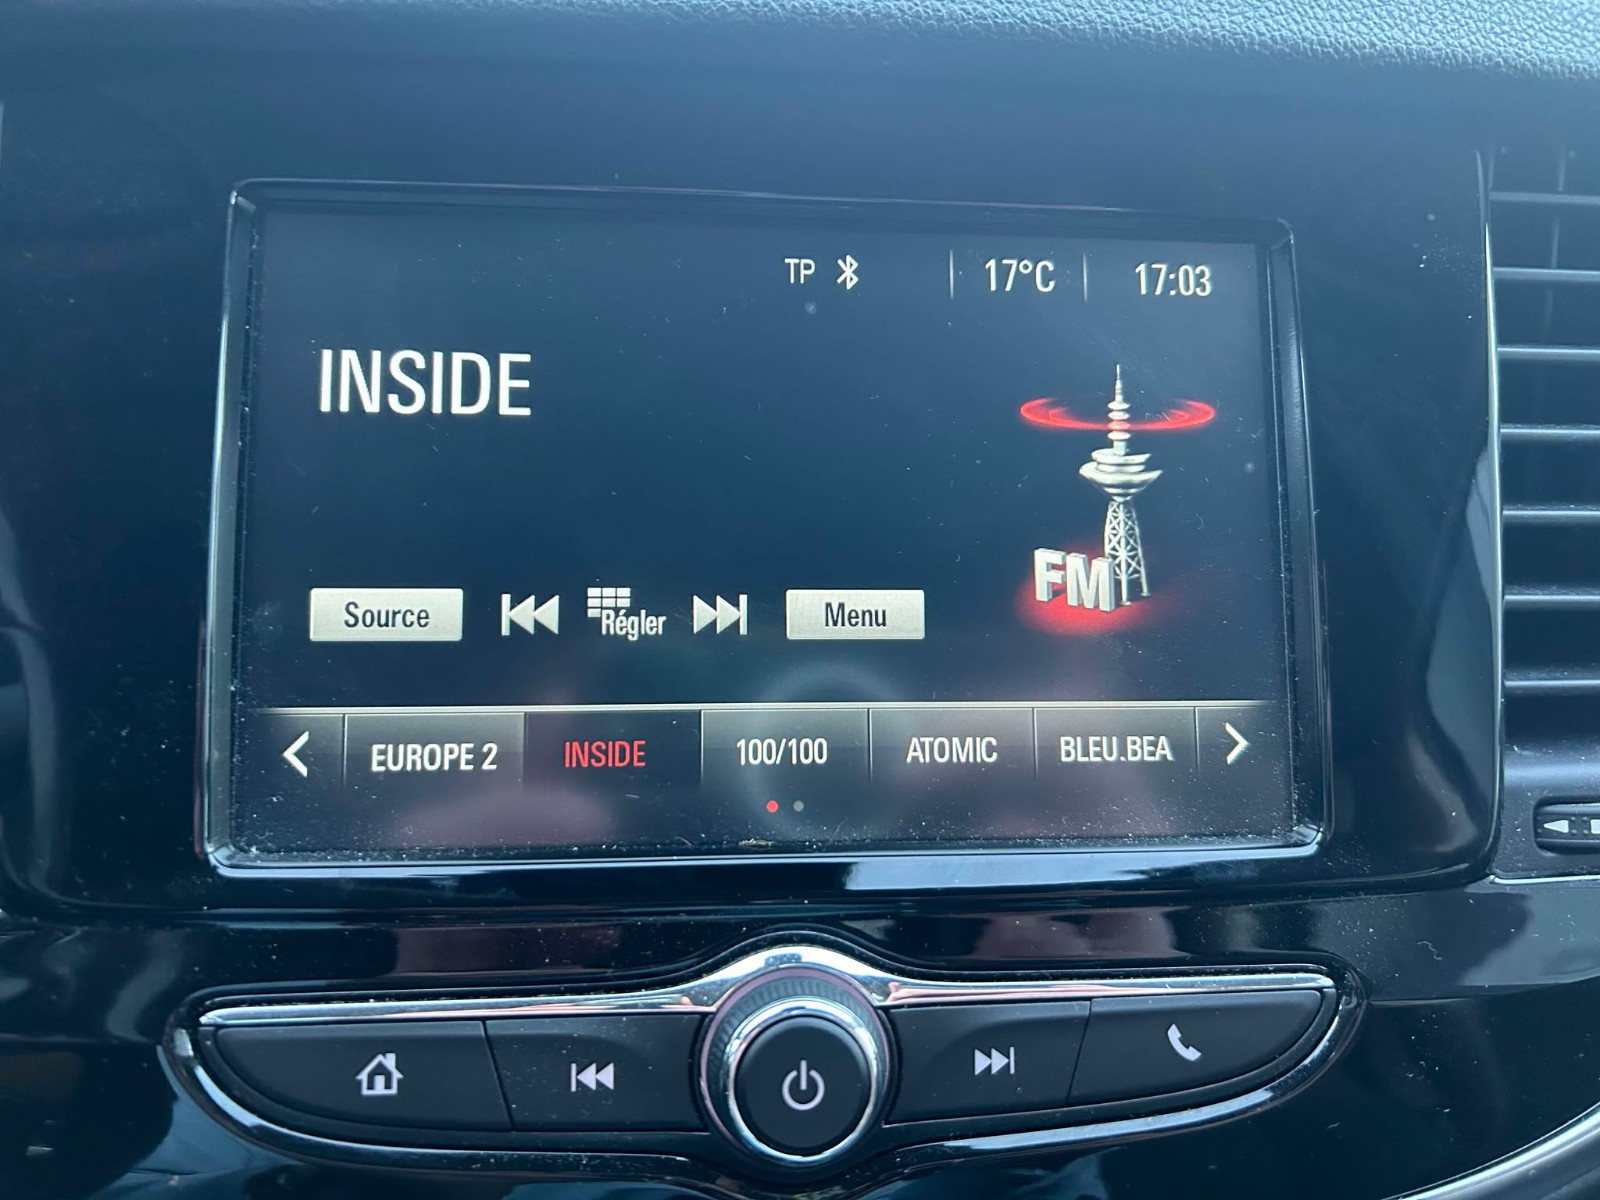 TP 17°C 17:03
INSIDE
FM
Source Régler Menu
EUROPE 2 INSIDE 100/100 ATOMIC BLEU.BEA